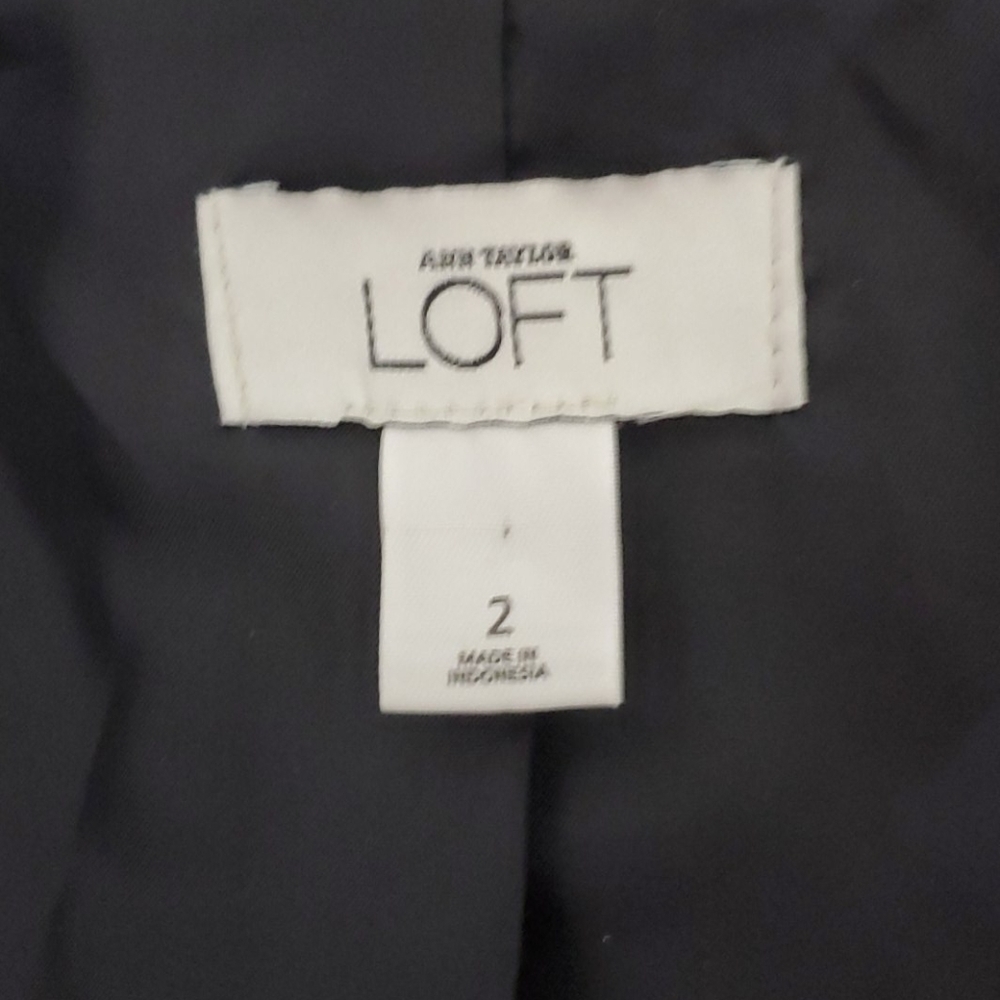 ANN TAYLOR
LOFT
2
MADE IN
INDONESIA